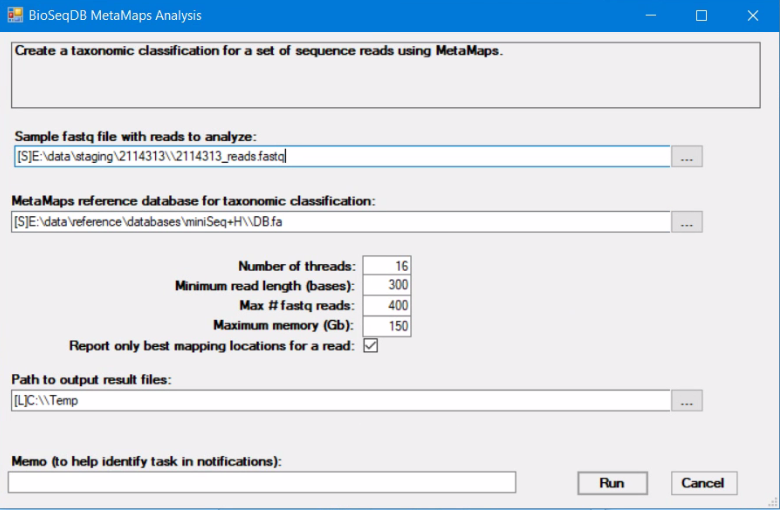 BioSeqDB MetaMaps Analysis
Create a taxonomic classification for a set of sequence reads using MetaMaps.
Sample fastq file with reads to analyze:
[S]E:\data\staging\2114313\\2114313_reads.fastq
...
MetaMaps reference database for taxonomic classification:
[S]E:\data\reference\databases\miniSeq+H\\DB.fa
...
Number of threads: 16
Minimum read length (bases): 300
Max # fastq reads: 400
Maximum memory (Gb): 150
Report only best mapping locations for a read:
Path to output result files:
[L]C:\\Temp
...
Memo (to help identify task in notifications):
Run Cancel